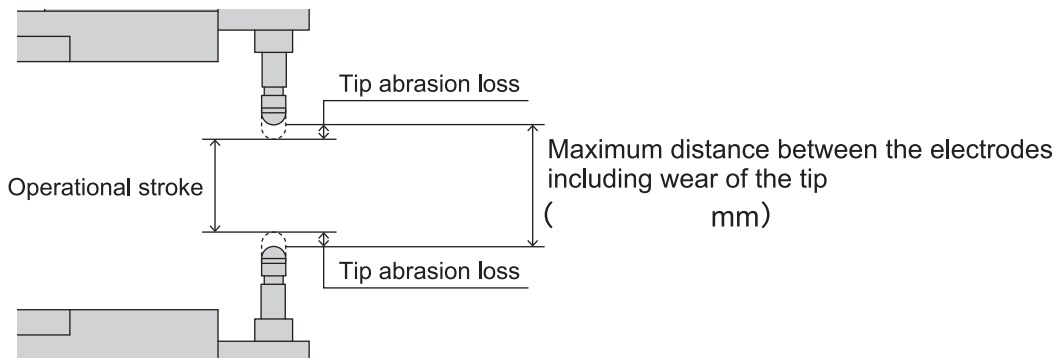 Tip abrasion loss
Maximum distance between the electrodes
including wear of the tip
( mm)
Operational stroke
Tip abrasion loss